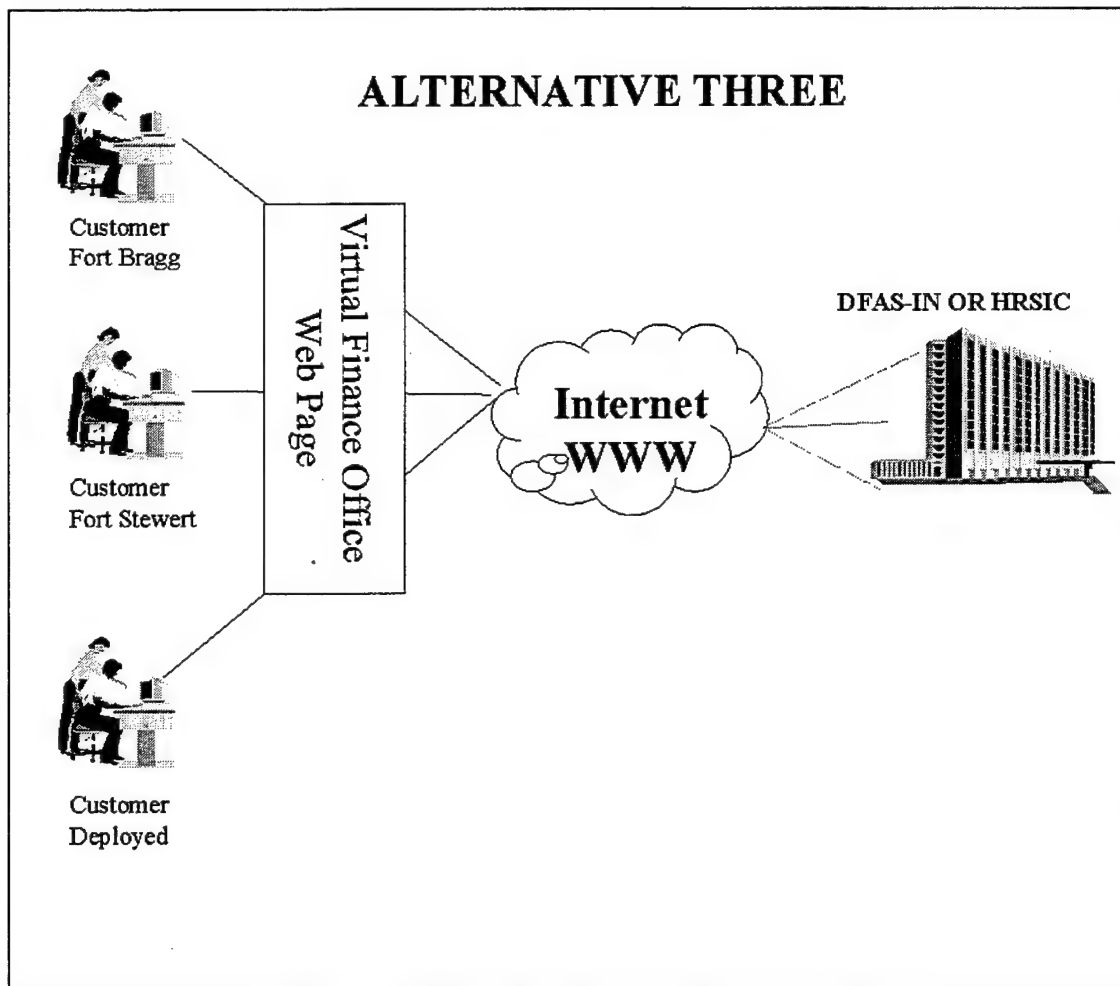 ALTERNATIVE THREE
Customer
Fort Bragg
Virtual Finance Office
Web Page
Customer
Fort Stewert
Internet
WWW
DFAS-IN OR HRSIC
Customer
Deployed